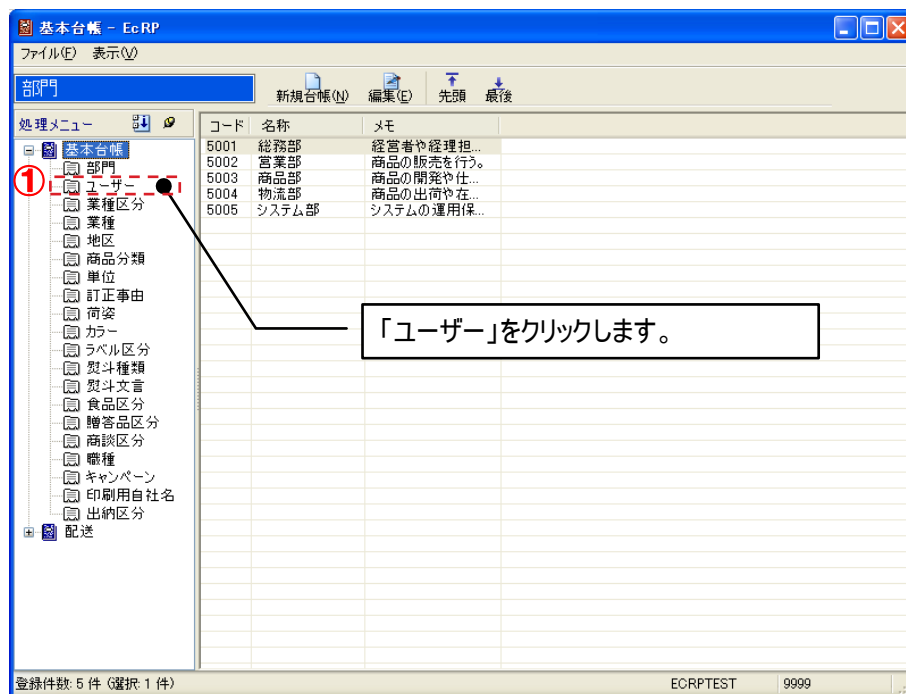 基本台帳 - EcRP
ファイル(F) 表示(V)
部門
新規台帳(N) 編集(E) 先頭 最後
処理メニュー
コード 名称 メモ
5001 総務部 経営者や経理担...
5002 営業部 商品の販売を行う。
5003 商品部 商品の開発や仕...
5004 物流部 商品の出荷や在...
5005 システム部 システムの運用保...
基本台帳
部門
① ユーザー
業種区分
業種
地区
商品分類
単位
訂正事由
荷姿
カラー
ラベル区分
熨斗種類
熨斗文言
食品区分
贈答品区分
商談区分
職種
キャンペーン
印刷用自社名
出納区分
配送
「ユーザー」をクリックします。
登録件数: 5 件 (選択: 1 件) ECRPTEST 9999